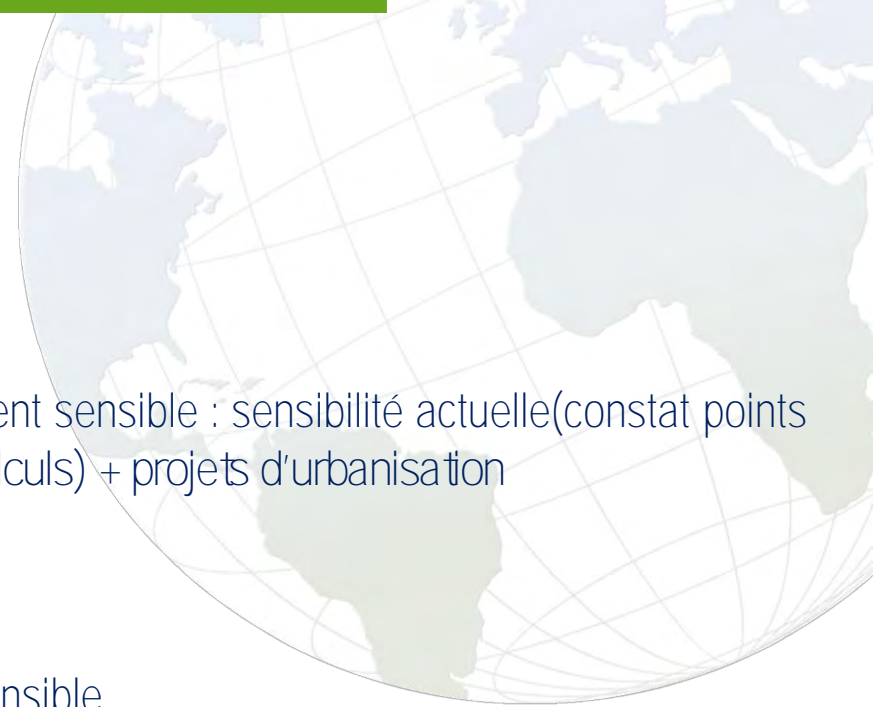 ent sensible : sensibilité actuelle(constat points
culs) + projets d'urbanisation
nsible